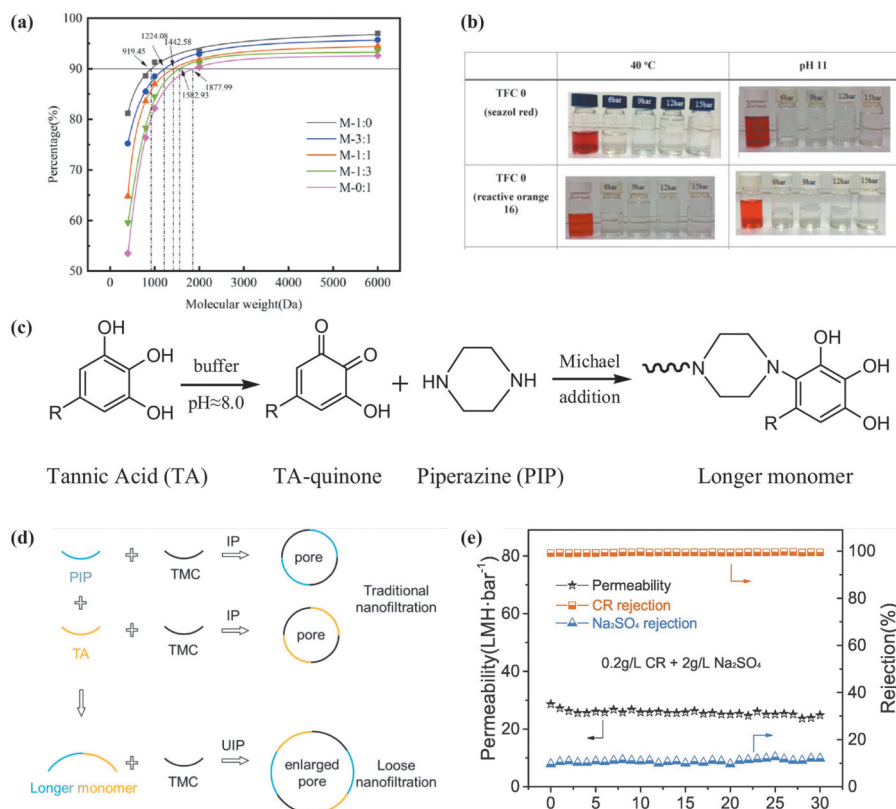 (a)
100
90
80
70
60
50
Percentage(%)
919.45
1224.08
1442.58
1582.93
1877.99
M-1:0
M-3:1
M-1:1
M-1:3
M-0:1
0 1000 2000 3000 4000 5000 6000
Molecular weight(Da)
(b)
40 °C pH 11
TFC 0
(seazol red)
6bar 9bar 12bar 15bar
6bar 9bar 12bar 15bar
TFC 0
(reactive orange
16)
6bar 9bar 12bar 15bar
6bar 9bar 12bar 15bar
(c)
OH
OH
OH
R
buffer
pH≈8.0
O
O
OH
R
+
HN
NH
Michael
addition
N
N
OH
OH
OH
R
Tannic Acid (TA) TA-quinone Piperazine (PIP) Longer monomer
(d)
PIP
TMC
IP
pore
TA
TMC
IP
pore
Traditional
nanofiltration
Longer monomer
TMC
UIP
enlarged
pore
Loose
nanofiltration
(e)
80
60
40
20
0
Permeability(LMH·bar⁻¹)
Permeability
CR rejection
Na₂SO₄ rejection
0.2g/L CR + 2g/L Na₂SO₄
100
80
60
40
20
0
Rejection(%)
0 5 10 15 20 25 30